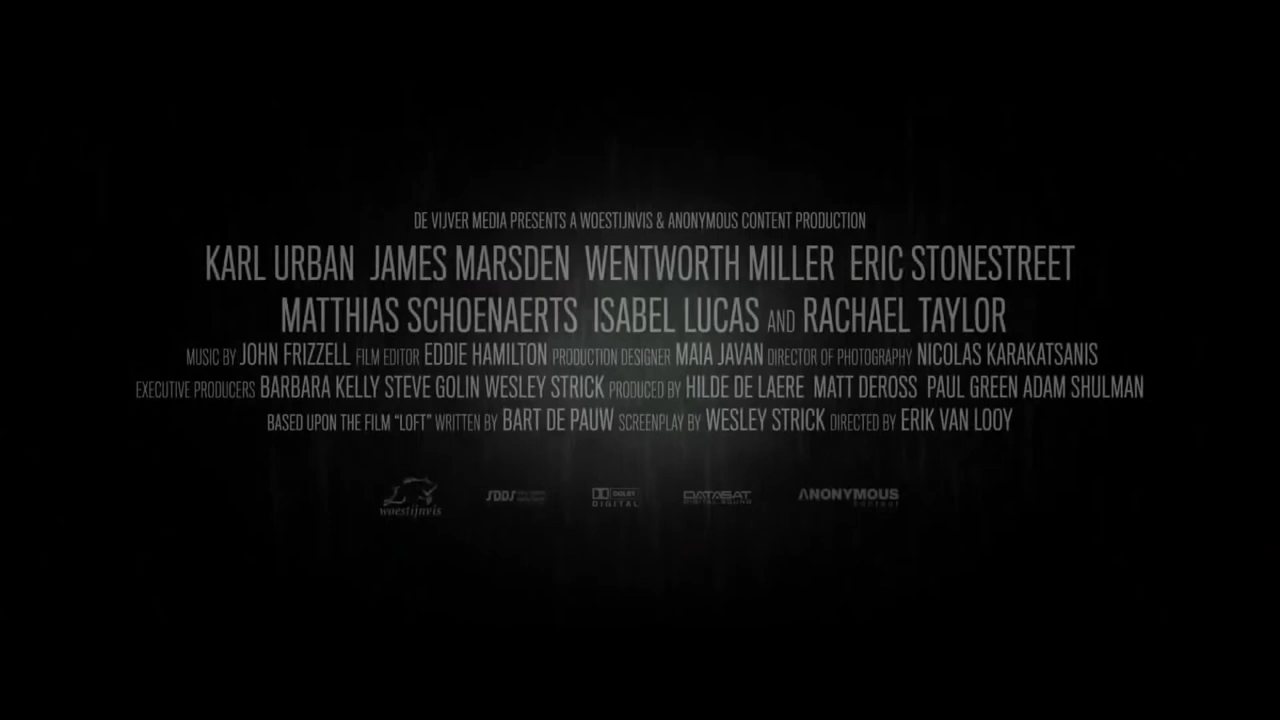 DE VIJVER MEDIA PRESENTS A WOESTIJNVIS & ANONYMOUS CONTENT PRODUCTION
KARL URBAN JAMES MARSDEN WENTWORTH MILLER ERIC STONESTREET
MATTHIAS SCHOENAERTS ISABEL LUCAS AND RACHAEL TAYLOR
MUSIC BY JOHN FRIZZELL FILM EDITOR EDDIE HAMILTON PRODUCTION DESIGNER MAIA JAVAN DIRECTOR OF PHOTOGRAPHY NICOLAS KARAKATSANIS
EXECUTIVE PRODUCERS BARBARA KELLY STEVE GOLIN WESLEY STRICK PRODUCED BY HILDE DE LAERE MATT DEROSS PAUL GREEN ADAM SHULMAN
BASED UPON THE FILM “LOFT” WRITTEN BY BART DE PAUW SCREENPLAY BY WESLEY STRICK DIRECTED BY ERIK VAN LOOY
woestijnvis
SDDS
DOLBY
DIGITAL
DATASAT
DIGITAL SOUND
ANONYMOUS
content